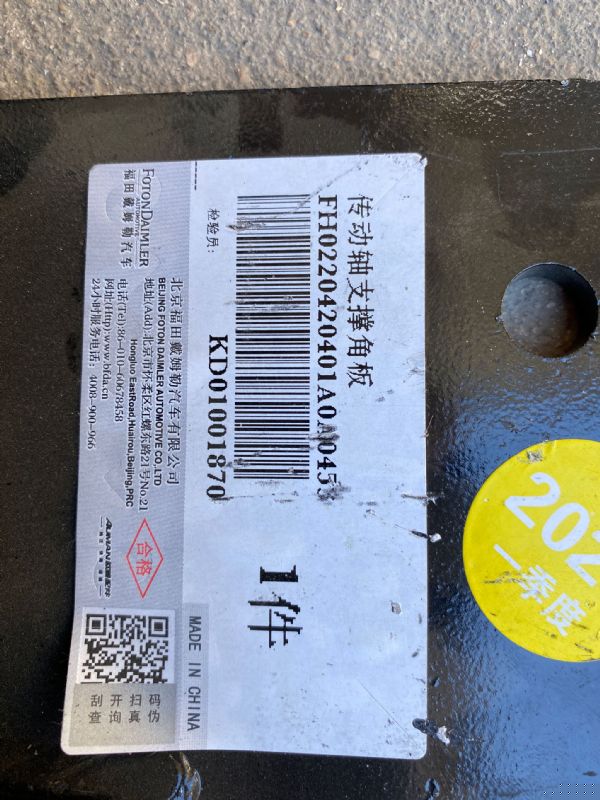 传动轴支撑角板
FH0220420401A0A0453
1件
检验员:
KD01001870
FOTONDAIMLER
AUTOMOTIVE
福田戴姆勒汽车
北京福田戴姆勒汽车有限公司
BEIJING FOTON DAIMLER AUTOMOTIVE CO.,LTD
地址(Add):北京市怀柔区红螺东路21号No.21
Hongluo EastRoad,Huairou,Beijing,PRC
电话(Tel):86-010-60678458
网址(Http):www.bfda.cn
24小时服务电话: 4008-900-966
合格
AUMAN
MADE IN CHINA
刮开扫码
查询真伪
202
一季度